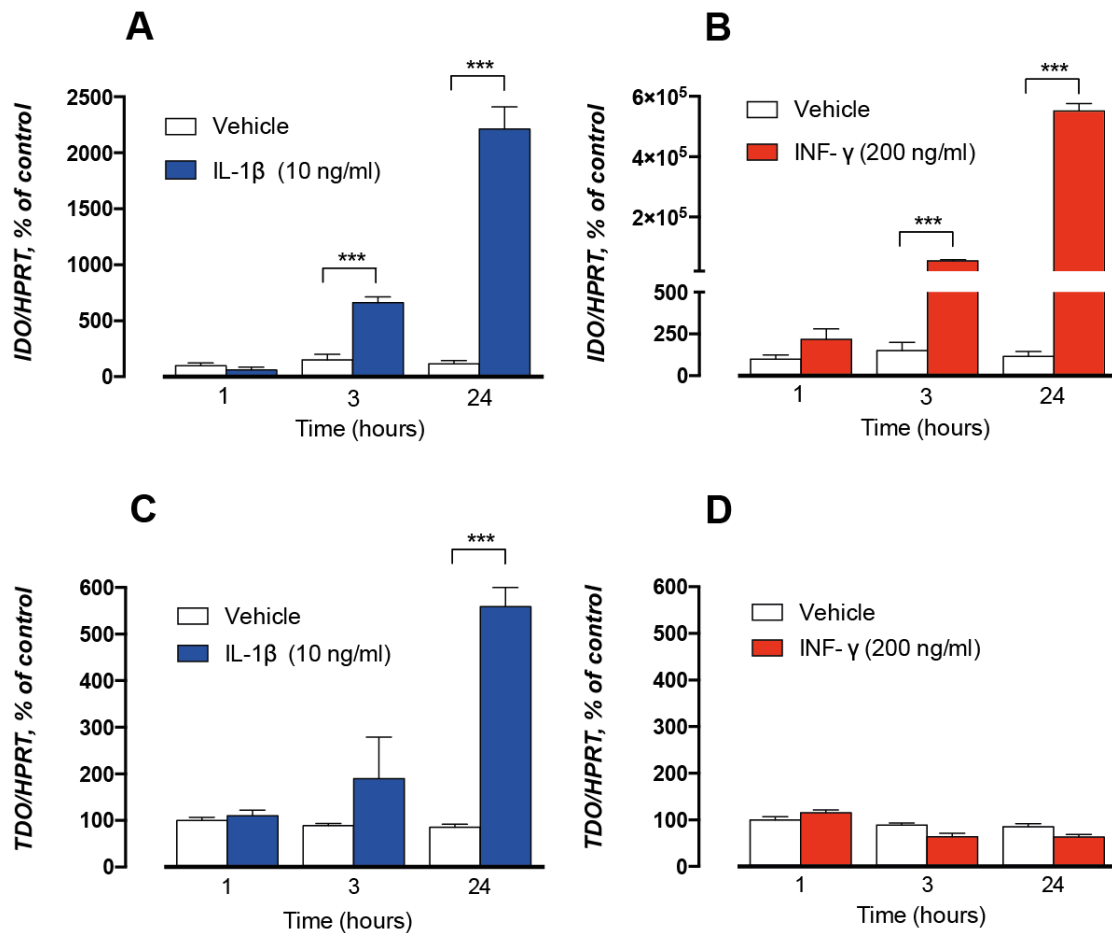 A
IDO/HPRT, % of control
2500
2000
1500
1000
500
0
Vehicle
IL-1β (10 ng/ml)
***
***
1 3 24
Time (hours)
B
IDO/HPRT, % of control
6×10⁵
4×10⁵
2×10⁵
500
250
0
Vehicle
INF- γ (200 ng/ml)
***
***
1 3 24
Time (hours)
C
TDO/HPRT, % of control
600
500
400
300
200
100
0
Vehicle
IL-1β (10 ng/ml)
***
1 3 24
Time (hours)
D
TDO/HPRT, % of control
600
500
400
300
200
100
0
Vehicle
INF- γ (200 ng/ml)
1 3 24
Time (hours)